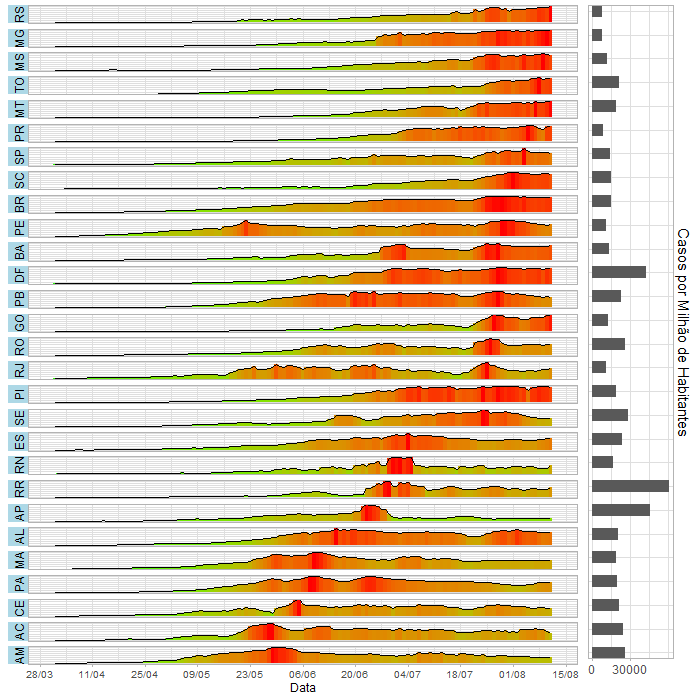 RS
MG
MS
TO
MT
PR
SP
SC
BR
PE
BA
DF
PB
GO
RO
RJ
PI
SE
ES
RN
RR
AP
AL
MA
PA
CE
AC
AM
28/03 11/04 25/04 09/05 23/05 06/06 20/06 04/07 18/07 01/08 15/08
Data
0 30000
Casos por Milhão de Habitantes